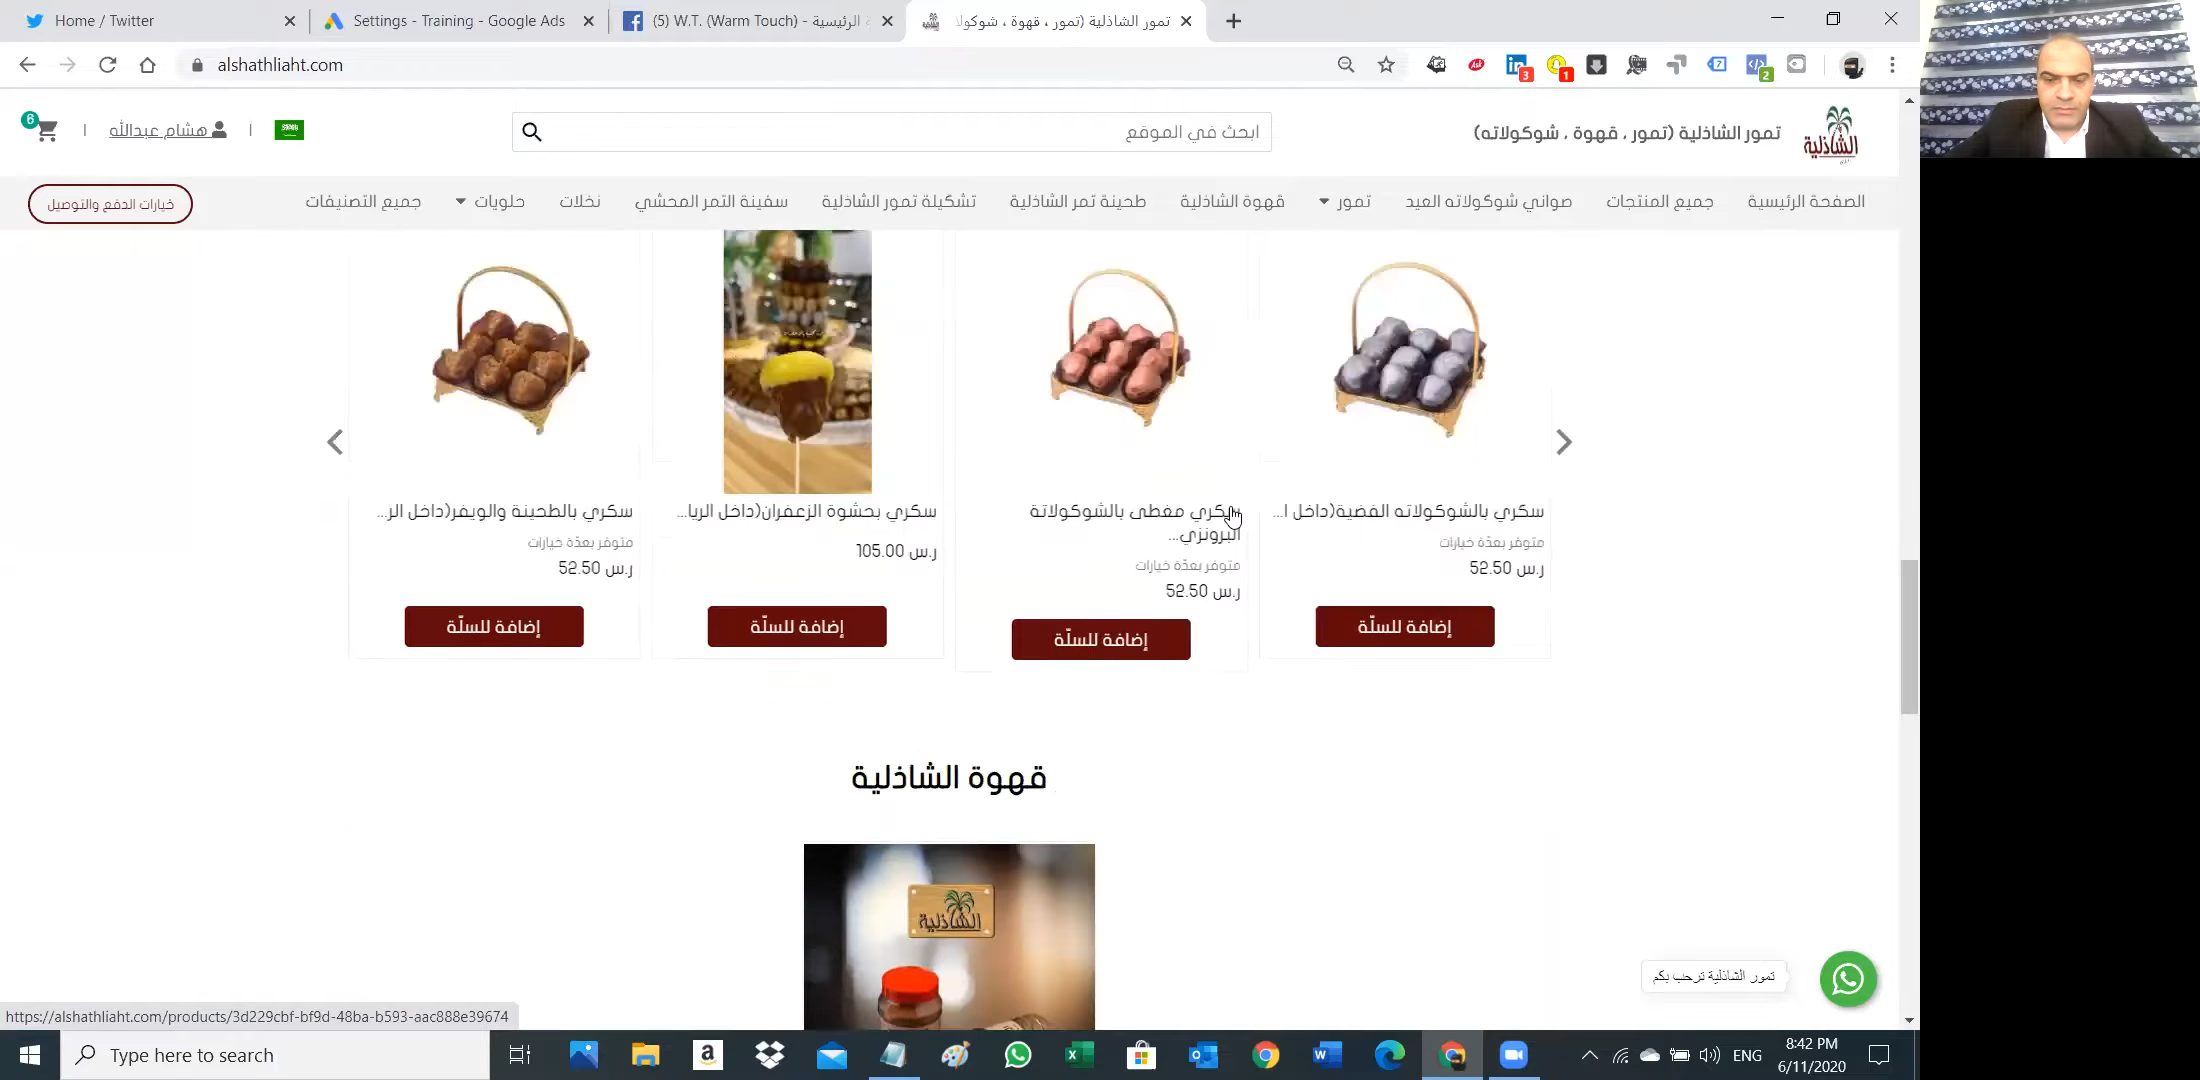 Home / Twitter
Settings - Training - Google Ads
(5) W.T. (Warm Touch) - الرئيسية
تمور الشاذلية (تمور ، قهوة ، شوكولا
alshathliaht.com
3
1
7
2
تمور الشاذلية (تمور ، قهوة ، شوكولاته)
الشاذلية
ابحث في الموقع
هشام عبدالله
6
الصفحة الرئيسية
جميع المنتجات
صواني شوكولاته العيد
تمور
قهوة الشاذلية
طحينة تمر الشاذلية
تشكيلة تمور الشاذلية
سفينة التمر المحشي
نخلات
حلويات
جميع التصنيفات
خيارات الدفع والتوصيل
سكري بالشوكولاته الفضية(داخل ا...
متوفر بعدّة خيارات
ر.س 52.50
إضافة للسلّة
سكري مغطى بالشوكولاتة
البرونزي...
متوفر بعدّة خيارات
ر.س 52.50
إضافة للسلّة
سكري بحشوة الزعفران(داخل الريا...
ر.س 105.00
إضافة للسلّة
سكري بالطحينة والويفر(داخل الر...
متوفر بعدّة خيارات
ر.س 52.50
إضافة للسلّة
قهوة الشاذلية
الشاذلية
تمور الشاذلية ترحب بكم
https://alshathliaht.com/products/3d229cbf-bf9d-48ba-b593-aac888e39674
Type here to search
ENG
8:42 PM
6/11/2020